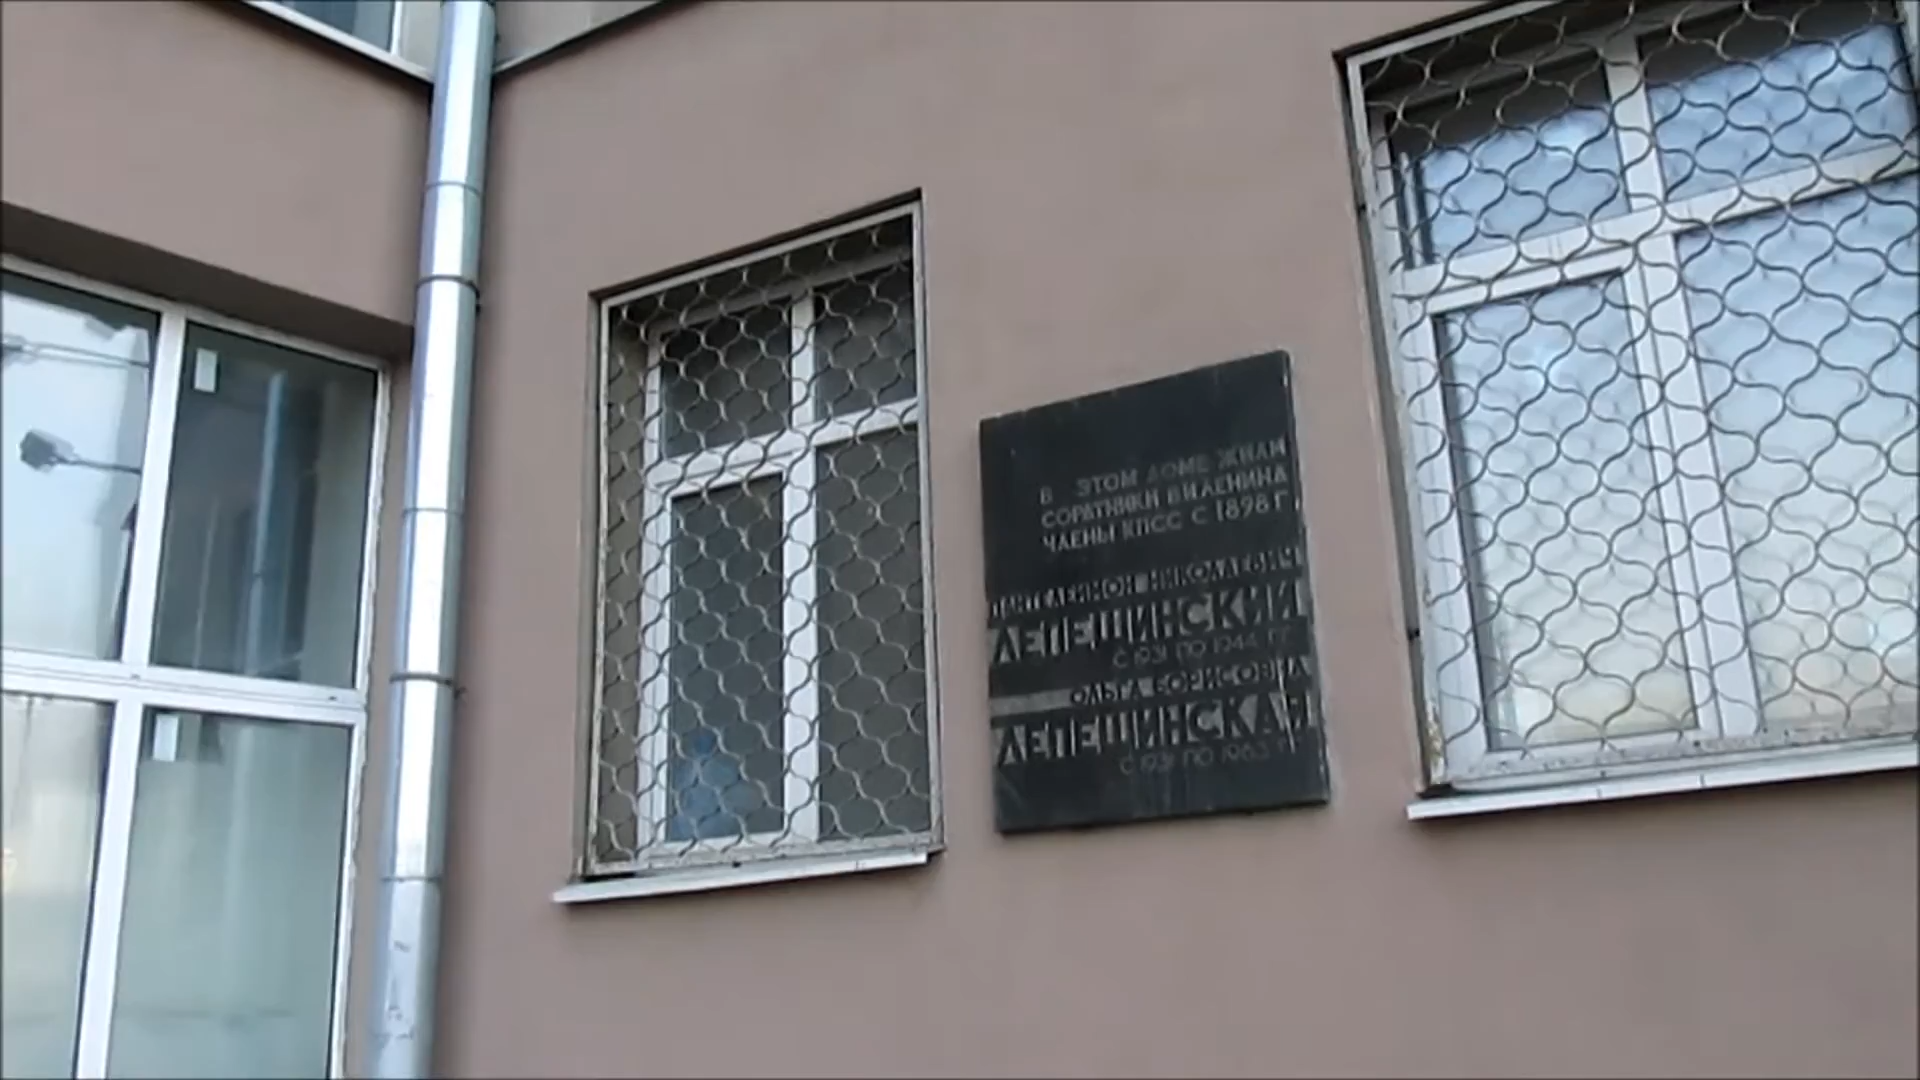 В ЭТОМ ДОМЕ ЖИЛИ
СОРАТНИКИ В.И.ЛЕНИНА
ЧЛЕНЫ КПСС С 1898 Г.
ПАНТЕЛЕЙМОН НИКОЛАЕВИЧ
ЛЕПЕШИНСКИЙ
С 1931 ПО 1944 ГГ.
ОЛЬГА БОРИСОВНА
ЛЕПЕШИНСКАЯ
С 1931 ПО 1963 Г.